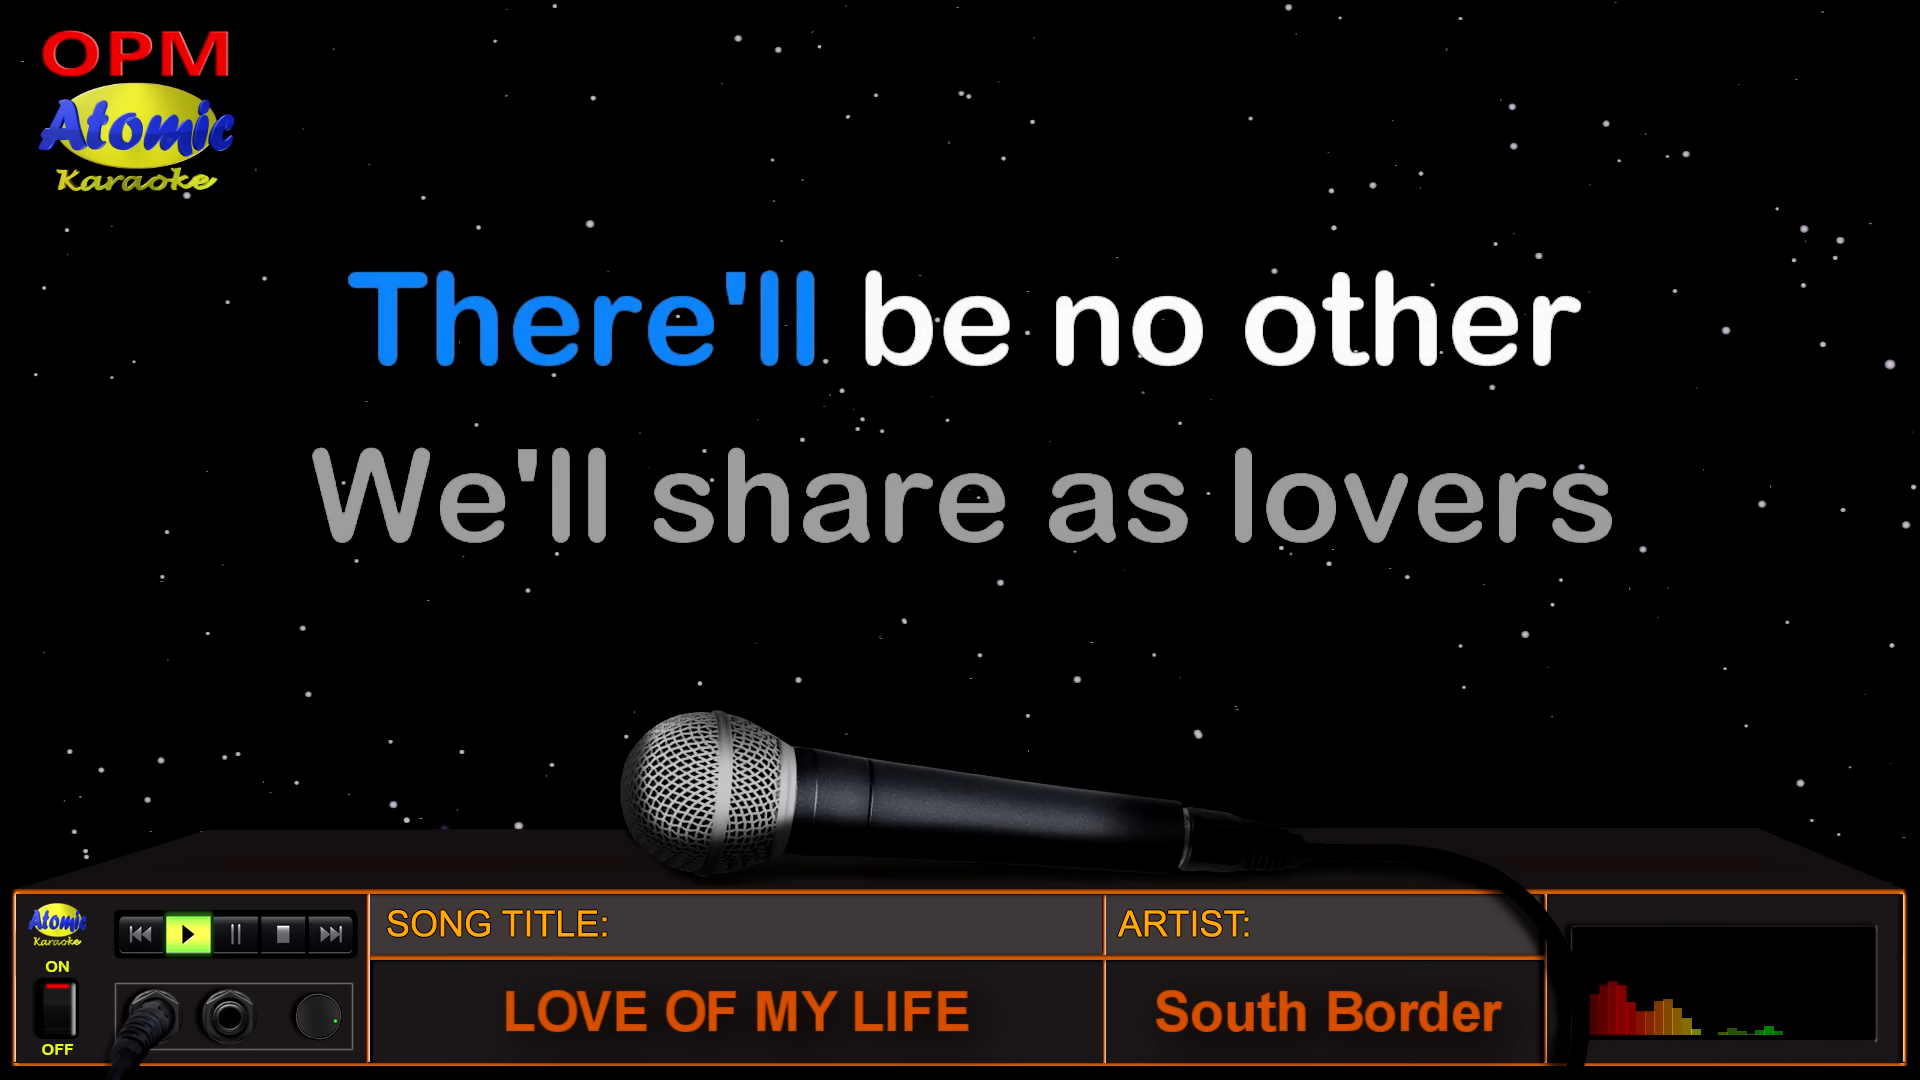 OPM
Atomic
Karaoke
There'll be no other
We'll share as lovers
Atomic
Karaoke
ON
OFF
SONG TITLE:
LOVE OF MY LIFE
ARTIST:
South Border